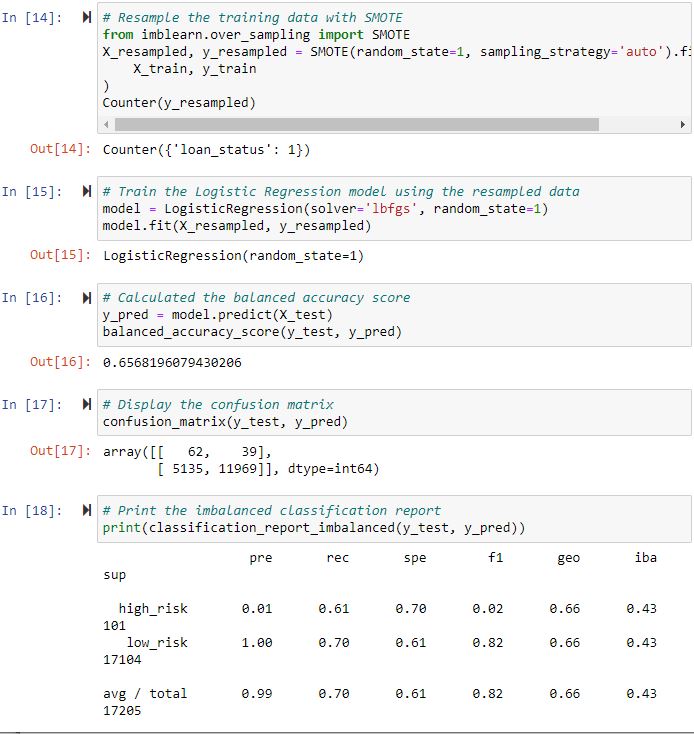 In [14]: # Resample the training data with SMOTE
from imblearn.over_sampling import SMOTE
X_resampled, y_resampled = SMOTE(random_state=1, sampling_strategy='auto').fi
X_train, y_train
)
Counter(y_resampled)
Out[14]: Counter({'loan_status': 1})
In [15]: # Train the Logistic Regression model using the resampled data
model = LogisticRegression(solver='lbfgs', random_state=1)
model.fit(X_resampled, y_resampled)
Out[15]: LogisticRegression(random_state=1)
In [16]: # Calculated the balanced accuracy score
y_pred = model.predict(X_test)
balanced_accuracy_score(y_test, y_pred)
Out[16]: 0.6568196079430206
In [17]: # Display the confusion matrix
confusion_matrix(y_test, y_pred)
Out[17]: array([[   62,    39],
[ 5135, 11969]], dtype=int64)
In [18]: # Print the imbalanced classification report
print(classification_report_imbalanced(y_test, y_pred))
pre rec spe f1 geo iba
sup
high_risk 0.01 0.61 0.70 0.02 0.66 0.43
101
low_risk 1.00 0.70 0.61 0.82 0.66 0.43
17104
avg / total 0.99 0.70 0.61 0.82 0.66 0.43
17205